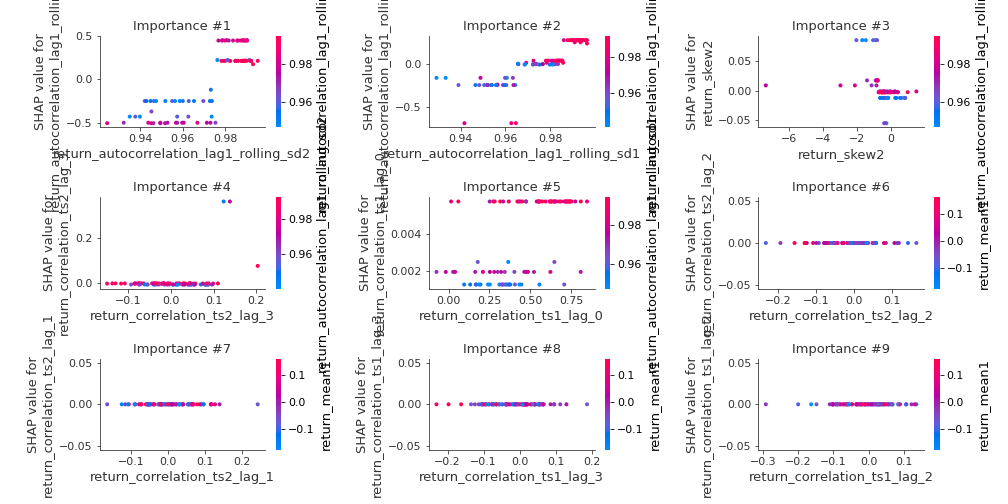 Importance #1
SHAP value for
return_autocorrelation_lag1_rolling_sd2
0.5
0.0
−0.5
0.94
0.96
0.98
return_autocorrelation_lag1_rolling_sd2
0.98
0.96
Importance #2
SHAP value for
0.0
−0.5
0.94
0.96
0.98
return_autocorrelation_lag1_rolling_sd1
0.98
0.96
Importance #3
SHAP value for
return_skew2
0.05
0.00
−0.05
−6
−4
−2
0
return_skew2
0.98
0.96
Importance #4
SHAP value for
return_correlation_ts2_lag_3
0.2
0.0
−0.1
0.0
0.1
0.2
return_correlation_ts2_lag_3
0.98
0.96
Importance #5
SHAP value for
return_correlation_ts1_lag_0
0.004
0.002
0.00
0.25
0.50
0.75
return_correlation_ts1_lag_0
0.98
0.96
Importance #6
SHAP value for
return_correlation_ts2_lag_2
0.05
0.00
−0.05
−0.2
−0.1
0.0
0.1
return_correlation_ts2_lag_2
0.1
0.0
−0.1
return_mean1
Importance #7
SHAP value for
return_correlation_ts2_lag_1
0.05
0.00
−0.05
−0.1
0.0
0.1
0.2
return_correlation_ts2_lag_1
0.1
0.0
−0.1
return_mean1
Importance #8
SHAP value for
return_correlation_ts1_lag_3
0.05
0.00
−0.05
−0.2
−0.1
0.0
0.1
0.2
return_correlation_ts1_lag_3
0.1
0.0
−0.1
return_mean1
Importance #9
SHAP value for
return_correlation_ts1_lag_2
0.05
0.00
−0.05
−0.3
−0.2
−0.1
0.0
0.1
return_correlation_ts1_lag_2
0.1
0.0
−0.1
return_mean1